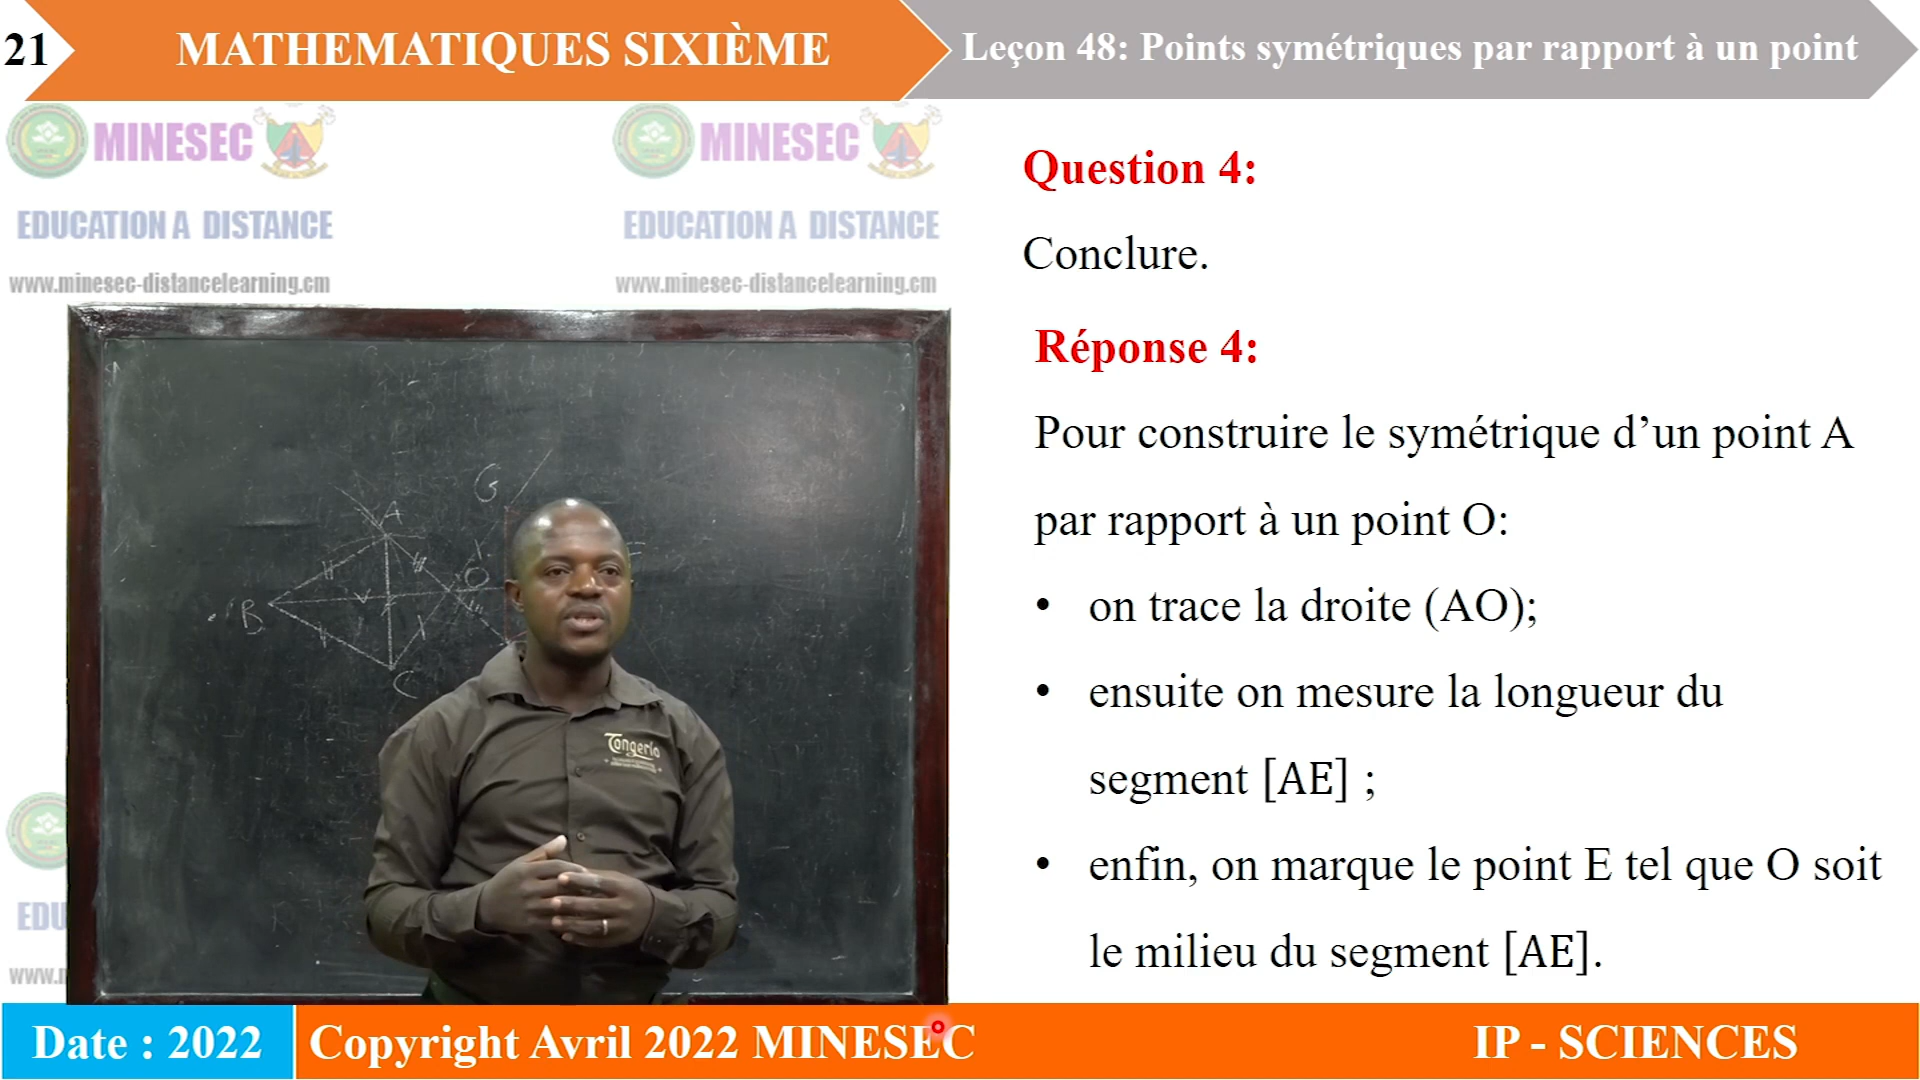 21
MATHEMATIQUES SIXIÈME
Leçon 48: Points symétriques par rapport à un point
MINESEC
MINESEC
EDUCATION A DISTANCE
EDUCATION A DISTANCE
www.minesec-distancelearning.cm
www.minesec-distancelearning.cm
Question 4:
Conclure.
Réponse 4:
Pour construire le symétrique d’un point A
par rapport à un point O:
• on trace la droite (AO);
• ensuite on mesure la longueur du
segment [AE] ;
• enfin, on marque le point E tel que O soit
le milieu du segment [AE].
G
A
O
B
C
Tongerlo
EDU
www.
Date : 2022
Copyright Avril 2022 MINESEC
IP - SCIENCES